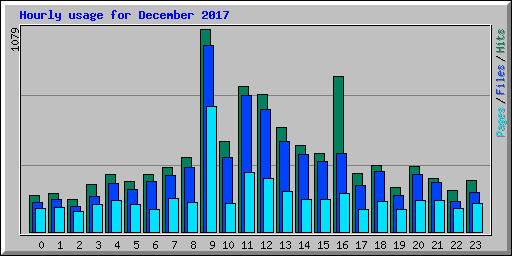 Hourly usage for December 2017
1079
Pages/Files/Hits
0 1 2 3 4 5 6 7 8 9 10 11 12 13 14 15 16 17 18 19 20 21 22 23